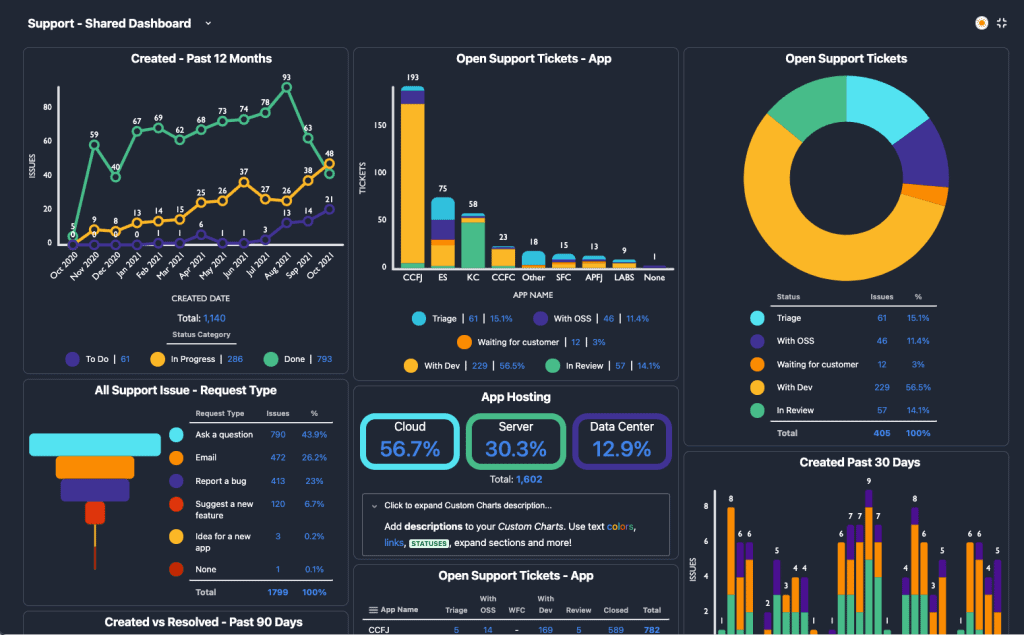 Support - Shared Dashboard
Created - Past 12 Months
93
80
60
40
20
0
ISSUES
5
0
59
9
0
40
8
0
67
13
0
69
14
1
62
15
1
68
25
6
73
26
1
74
37
1
78
27
3
26
13
63
38
14
48
21
Oct 2020
Nov 2020
Dec 2020
Jan 2021
Feb 2021
Mar 2021
Apr 2021
May 2021
Jun 2021
Jul 2021
Aug 2021
Sep 2021
Oct 2021
CREATED DATE
Total: 1,140
Status Category
To Do | 61
In Progress | 286
Done | 793
Open Support Tickets - App
193
75
58
23
18
15
13
9
1
150
100
50
0
TICKETS
CCFJ
ES
KC
CCFC
Other
SFC
APFJ
LABS
None
APP NAME
Triage | 61 | 15.1%
With OSS | 46 | 11.4%
Waiting for customer | 12 | 3%
With Dev | 229 | 56.5%
In Review | 57 | 14.1%
Open Support Tickets
Status Issues %
Triage 61 15.1%
With OSS 46 11.4%
Waiting for customer 12 3%
With Dev 229 56.5%
In Review 57 14.1%
Total 405 100%
All Support Issue - Request Type
Request Type Issues %
Ask a question 790 43.9%
Email 472 26.2%
Report a bug 413 23%
Suggest a new 120 6.7%
feature
Idea for a new 3 0.2%
app
None 1 0.1%
Total 1799 100%
App Hosting
Cloud
56.7%
Server
30.3%
Data Center
12.9%
Total: 1,602
Click to expand Custom Charts description...
Add descriptions to your Custom Charts. Use text colors,
links, STATUSES, expand sections and more!
Created Past 30 Days
8
6
4
2
ISSUES
1
8
6
6
2
5
3
4
4
1
1
6
7
7
9
7
1
4
8
6
3
5
1
6
6
4
5
1
Open Support Tickets - App
App Name Triage With OSS WFC With Dev Review Closed Total
CCFJ 5 14 - 169 5 589 782
Created vs Resolved - Past 90 Days